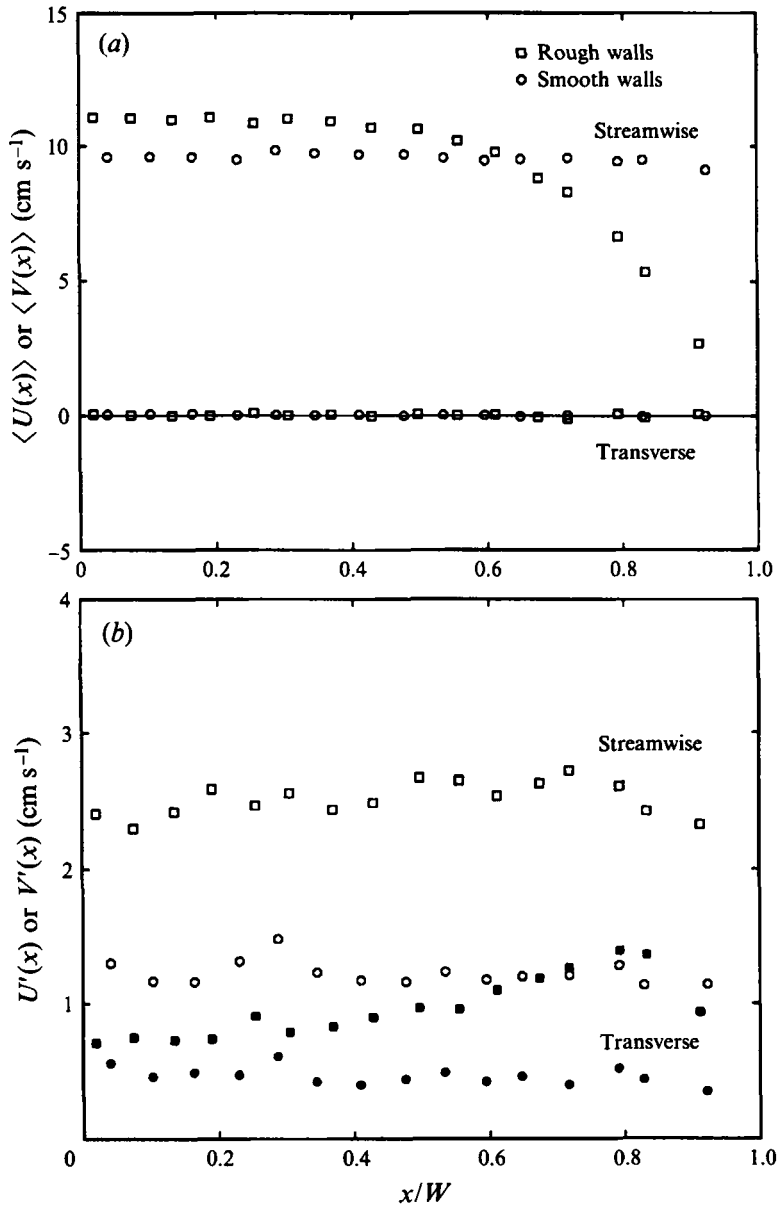 (a)
Rough walls
Smooth walls
Streamwise
Transverse
⟨U(x)⟩ or ⟨V(x)⟩ (cm s⁻¹)
15
10
5
0
−5
0 0.2 0.4 0.6 0.8 1.0
(b)
Streamwise
Transverse
U′(x) or V′(x) (cm s⁻¹)
4
3
2
1
0 0.2 0.4 0.6 0.8 1.0
x/W